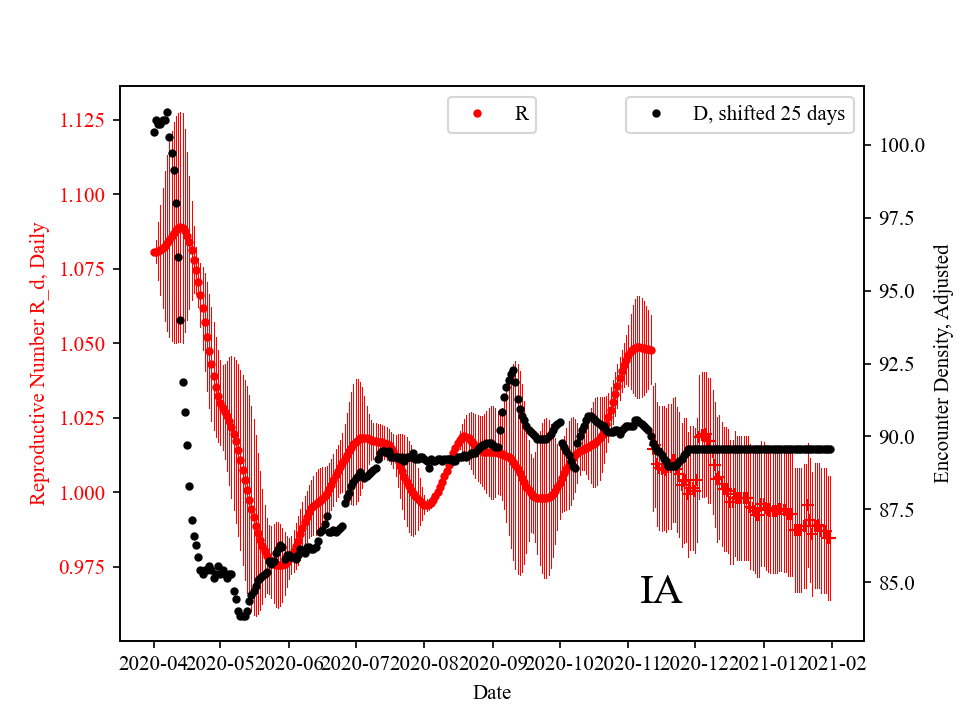 R
D, shifted 25 days
1.125
1.100
1.075
1.050
1.025
1.000
0.975
Reproductive Number R_d, Daily
100.0
97.5
95.0
92.5
90.0
87.5
85.0
Encounter Density, Adjusted
IA
2020-04 2020-05 2020-06 2020-07 2020-08 2020-09 2020-10 2020-11 2020-12 2021-01 2021-02
Date